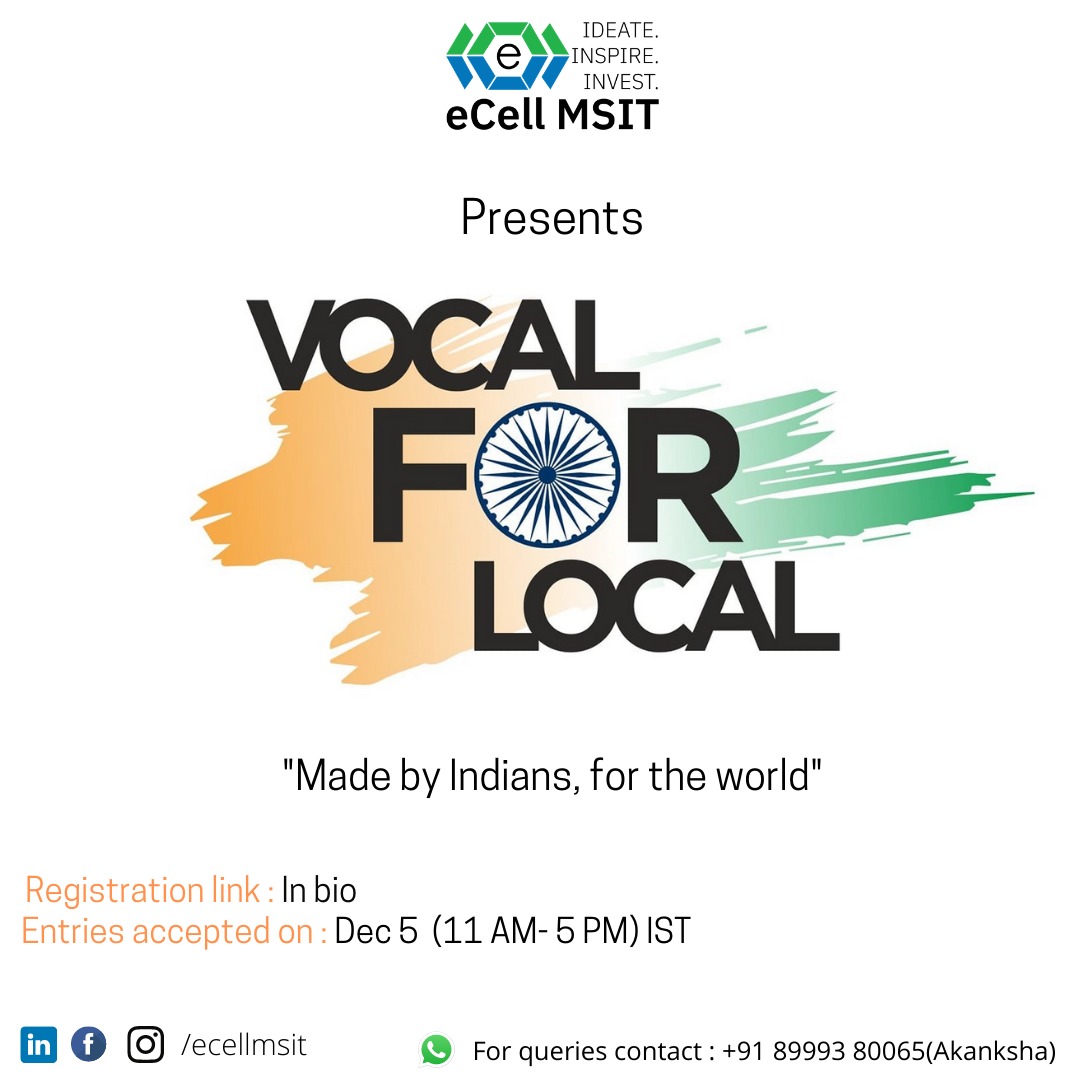 IDEATE.
INSPIRE.
INVEST.
e
eCell MSIT
Presents
VOCAL
FOR
LOCAL
"Made by Indians, for the world"
Registration link : In bio
Entries accepted on : Dec 5 (11 AM- 5 PM) IST
in f /ecellmsit
For queries contact : +91 89993 80065(Akanksha)